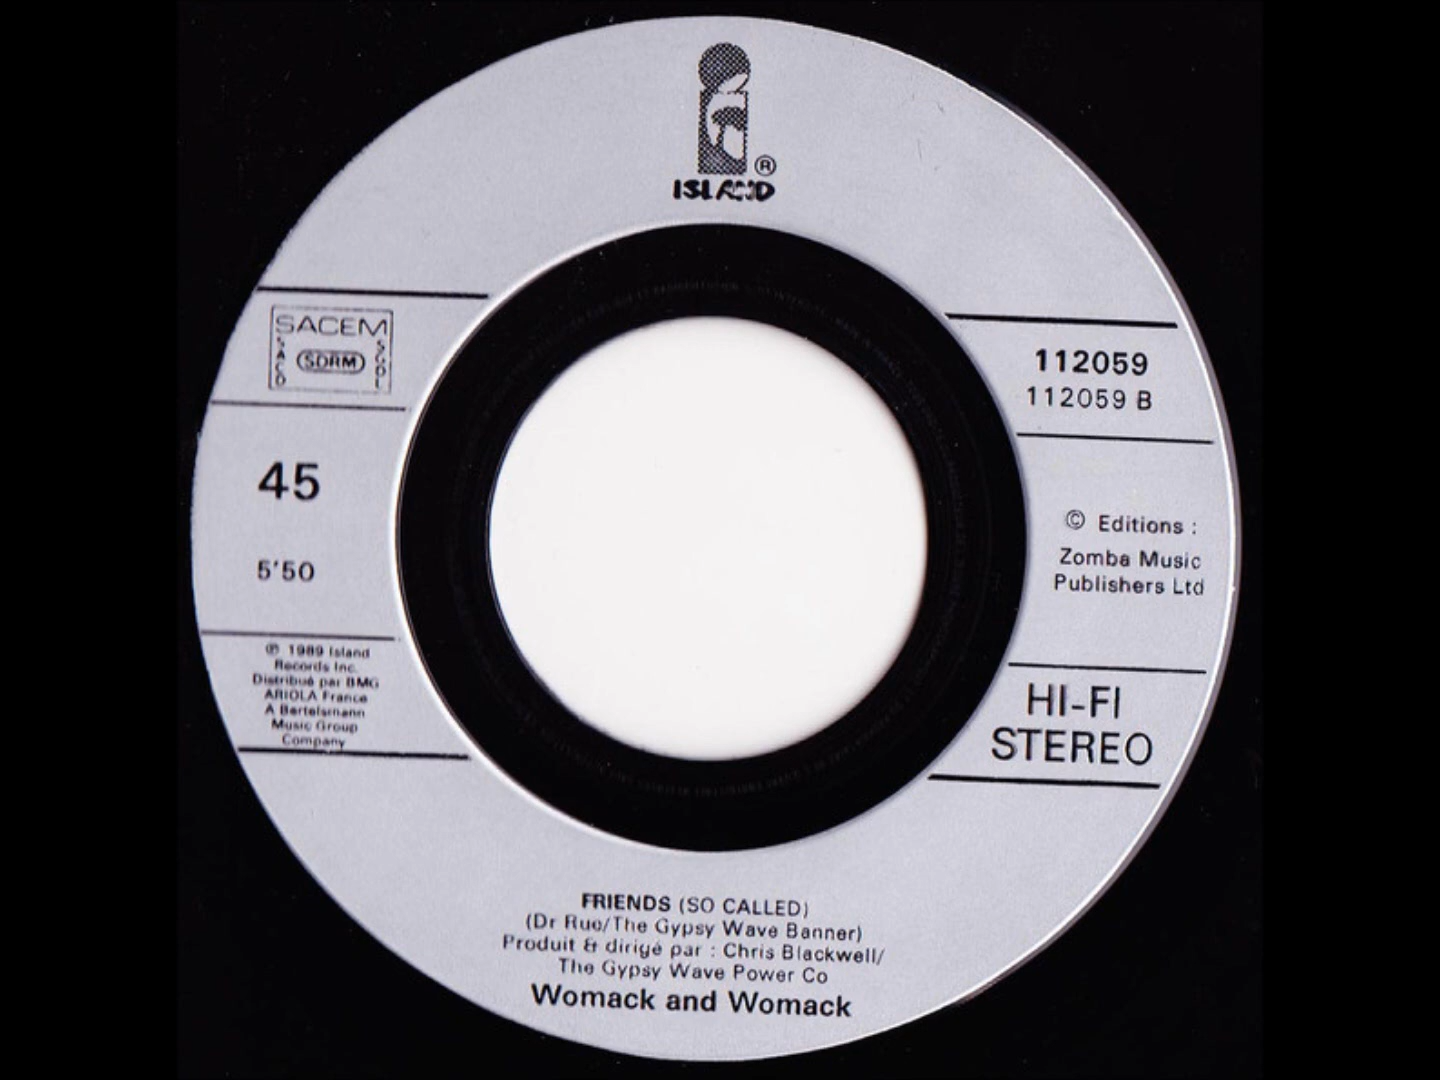 ®
ISLAND
SACEM
SACD
SDRM
SCDL
45
5'50
℗ 1989 Island
Records Inc.
Distribué par BMG
ARIOLA France
A Bertelsmann
Music Group
Company
112059
112059 B
© Editions :
Zomba Music
Publishers Ltd
HI-FI
STEREO
FRIENDS (SO CALLED)
(Dr Rue/The Gypsy Wave Banner)
Produit & dirigé par : Chris Blackwell/
The Gypsy Wave Power Co
Womack and Womack